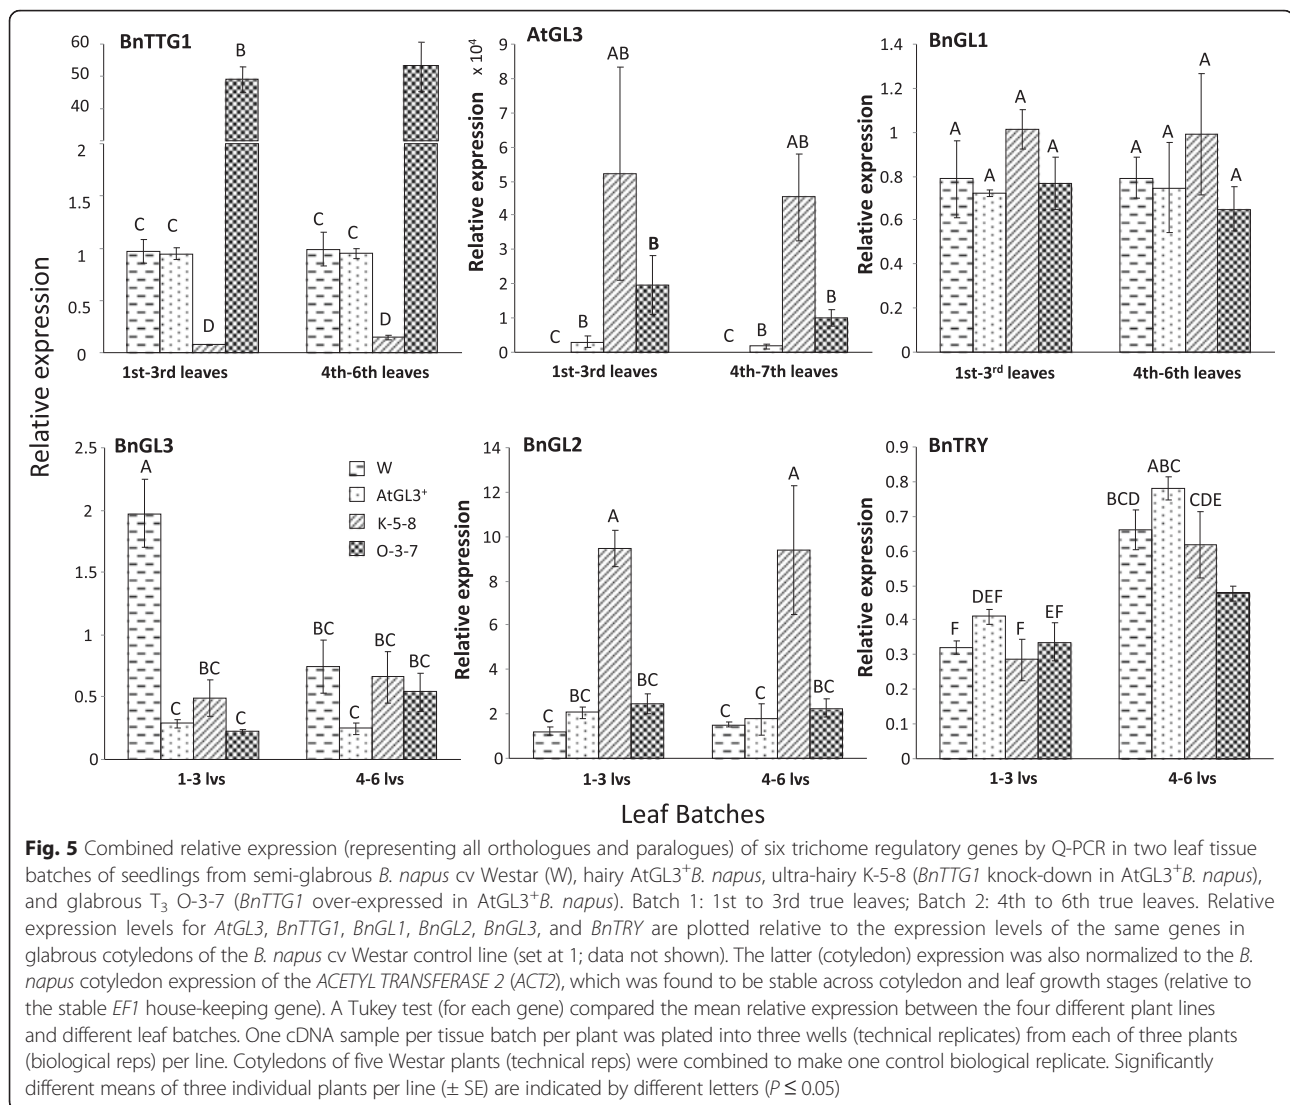 BnTTG1
60
50
40
2
1.5
1
0.5
0
C C D B
C C D
1st-3rd leaves 4th-6th leaves
AtGL3
x 10⁴
Relative expression
9
8
7
6
5
4
3
2
1
0
C B AB B
C B AB B
1st-3rd leaves 4th-7th leaves
BnGL1
Relative expression
1.4
1.2
1
0.8
0.6
0.4
0.2
0
A A A A
A A A A
1st-3rd leaves 4th-6th leaves
Relative expression
BnGL3
2.5
2
1.5
1
0.5
0
A C BC C
BC C BC BC
1-3 lvs 4-6 lvs
W
AtGL3⁺
K-5-8
O-3-7
BnGL2
Relative expression
14
12
10
8
6
4
2
0
C BC A BC
C C A BC
1-3 lvs 4-6 lvs
BnTRY
Relative expression
0.9
0.8
0.7
0.6
0.5
0.4
0.3
0.2
0.1
0
F DEF F EF
BCD ABC CDE
1-3 lvs 4-6 lvs
Leaf Batches
Fig. 5 Combined relative expression (representing all orthologues and paralogues) of six trichome regulatory genes by Q-PCR in two leaf tissue
batches of seedlings from semi-glabrous B. napus cv Westar (W), hairy AtGL3⁺B. napus, ultra-hairy K-5-8 (BnTTG1 knock-down in AtGL3⁺B. napus),
and glabrous T₃ O-3-7 (BnTTG1 over-expressed in AtGL3⁺B. napus). Batch 1: 1st to 3rd true leaves; Batch 2: 4th to 6th true leaves. Relative
expression levels for AtGL3, BnTTG1, BnGL1, BnGL2, BnGL3, and BnTRY are plotted relative to the expression levels of the same genes in
glabrous cotyledons of the B. napus cv Westar control line (set at 1; data not shown). The latter (cotyledon) expression was also normalized to the B.
napus cotyledon expression of the ACETYL TRANSFERASE 2 (ACT2), which was found to be stable across cotyledon and leaf growth stages (relative to
the stable EF1 house-keeping gene). A Tukey test (for each gene) compared the mean relative expression between the four different plant lines
and different leaf batches. One cDNA sample per tissue batch per plant was plated into three wells (technical replicates) from each of three plants
(biological reps) per line. Cotyledons of five Westar plants (technical reps) were combined to make one control biological replicate. Significantly
different means of three individual plants per line (± SE) are indicated by different letters (P ≤ 0.05)